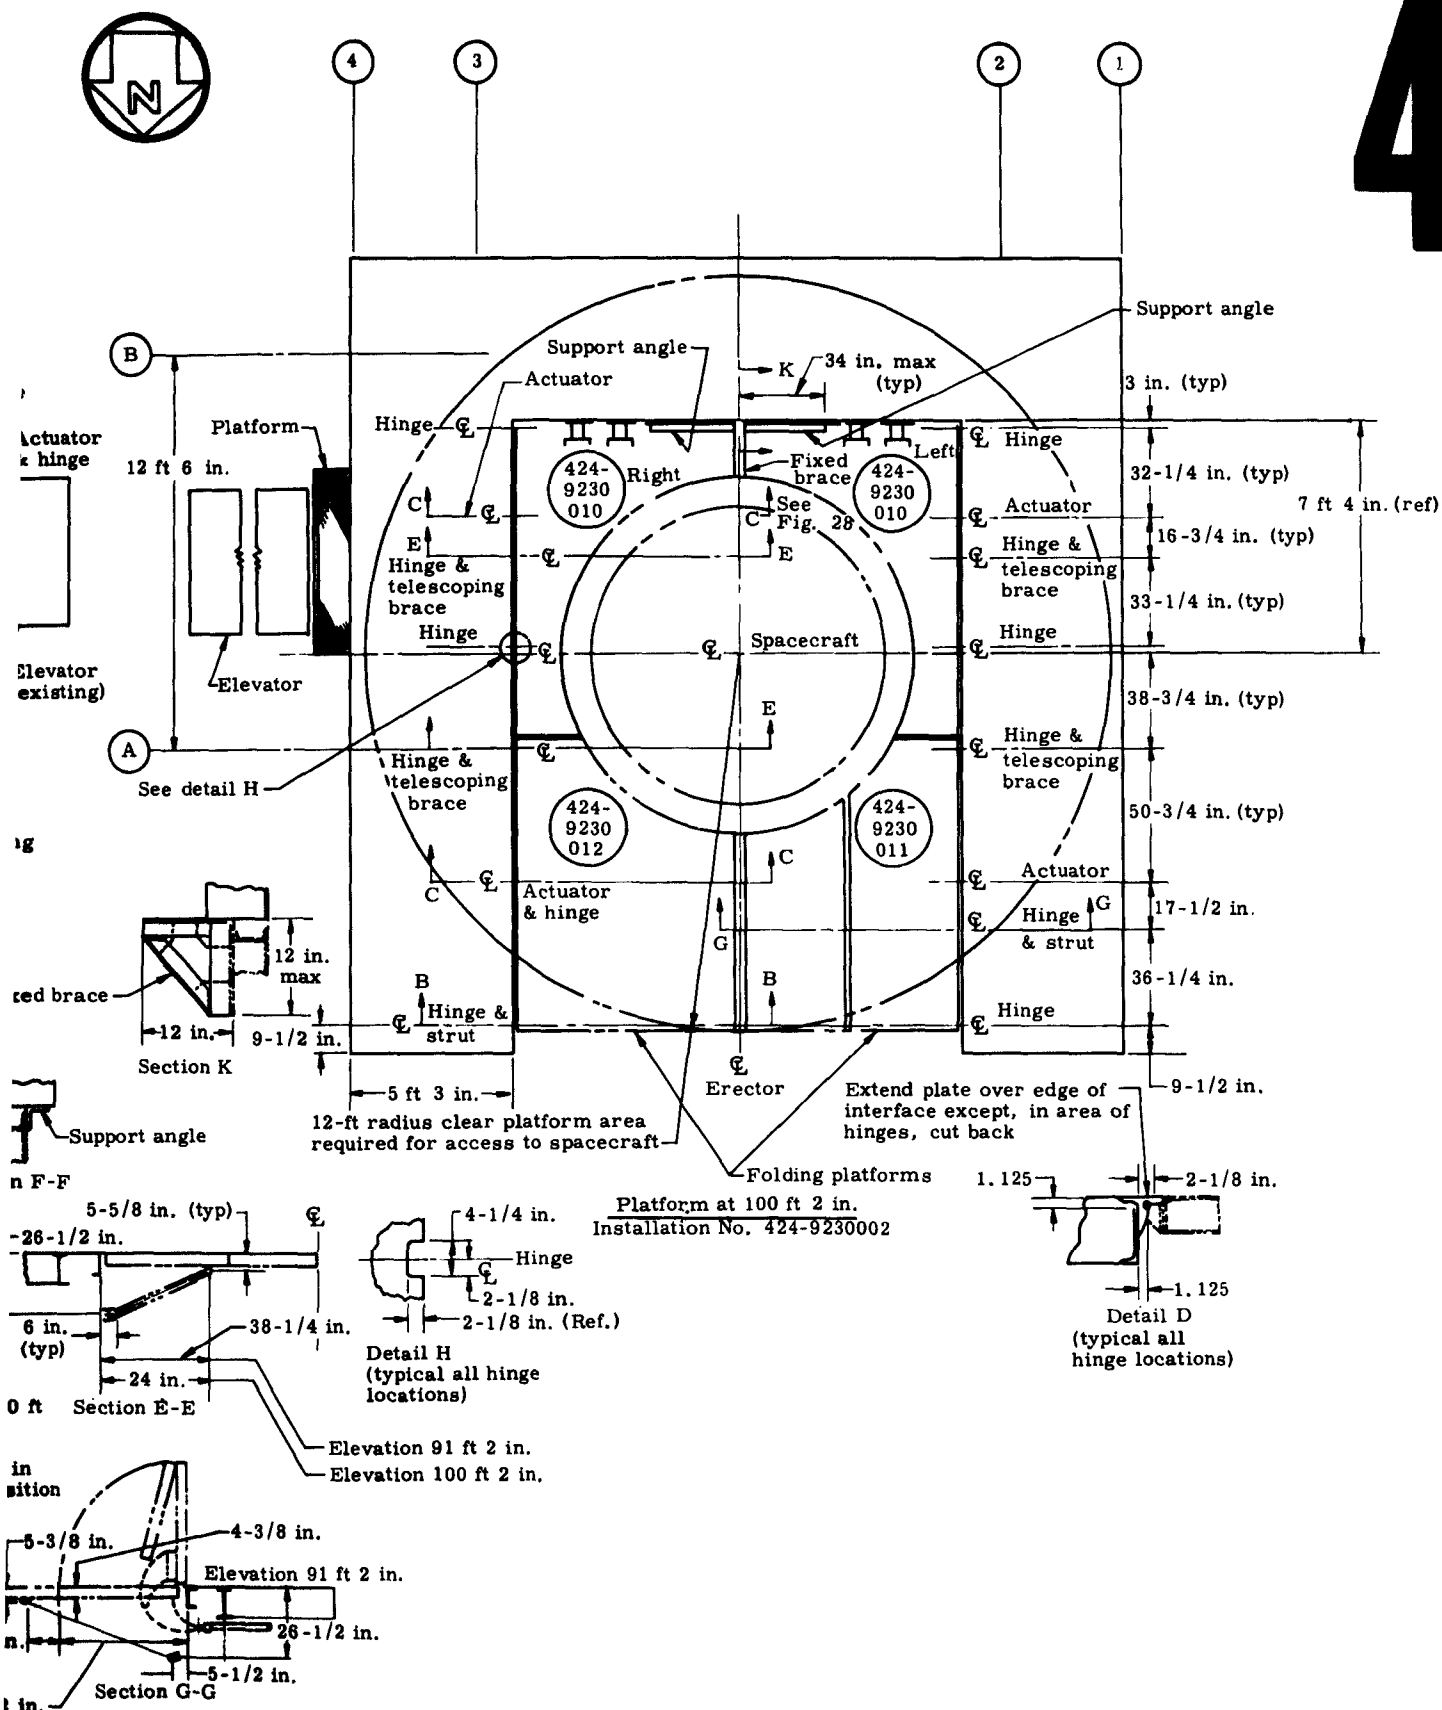 4
3
2
1
4
N
Support angle
B
Support angle
K
34 in. max
(typ)
Actuator
3 in. (typ)
Platform
Hinge
Hinge
Actuator
& hinge
12 ft 6 in.
Right
Left
Fixed
brace
32-1/4 in. (typ)
424-
9230
010
424-
9230
010
7 ft 4 in. (ref)
C
See
Fig. 28
C
Actuator
16-3/4 in. (typ)
E
E
Hinge &
telescoping
brace
Hinge &
telescoping
brace
33-1/4 in. (typ)
Hinge
Spacecraft
Hinge
Elevator
(existing)
Elevator
38-3/4 in. (typ)
E
A
Hinge &
telescoping
brace
Hinge &
telescoping
brace
See detail H
424-
9230
012
424-
9230
011
50-3/4 in. (typ)
C
C
Actuator
& hinge
Actuator
17-1/2 in.
G
G
Hinge
& strut
12 in.
max
36-1/4 in.
B
B
Hinge &
strut
Hinge
12 in.
9-1/2 in.
Section K
5 ft 3 in.
Erector
9-1/2 in.
12-ft radius clear platform area
required for access to spacecraft
Extend plate over edge of
interface except, in area of
hinges, cut back
Support angle
n F-F
Folding platforms
Platform at 100 ft 2 in.
Installation No. 424-9230002
1.125
2-1/8 in.
1.125
Detail D
(typical all
hinge locations)
5-5/8 in. (typ)
26-1/2 in.
4-1/4 in.
Hinge
2-1/8 in.
2-1/8 in. (Ref.)
6 in.
(typ)
38-1/4 in.
24 in.
Detail H
(typical all hinge
locations)
0 ft
Section E-E
Elevation 91 ft 2 in.
Elevation 100 ft 2 in.
in
5-3/8 in.
4-3/8 in.
Elevation 91 ft 2 in.
26-1/2 in.
5-1/2 in.
Section G-G
in.